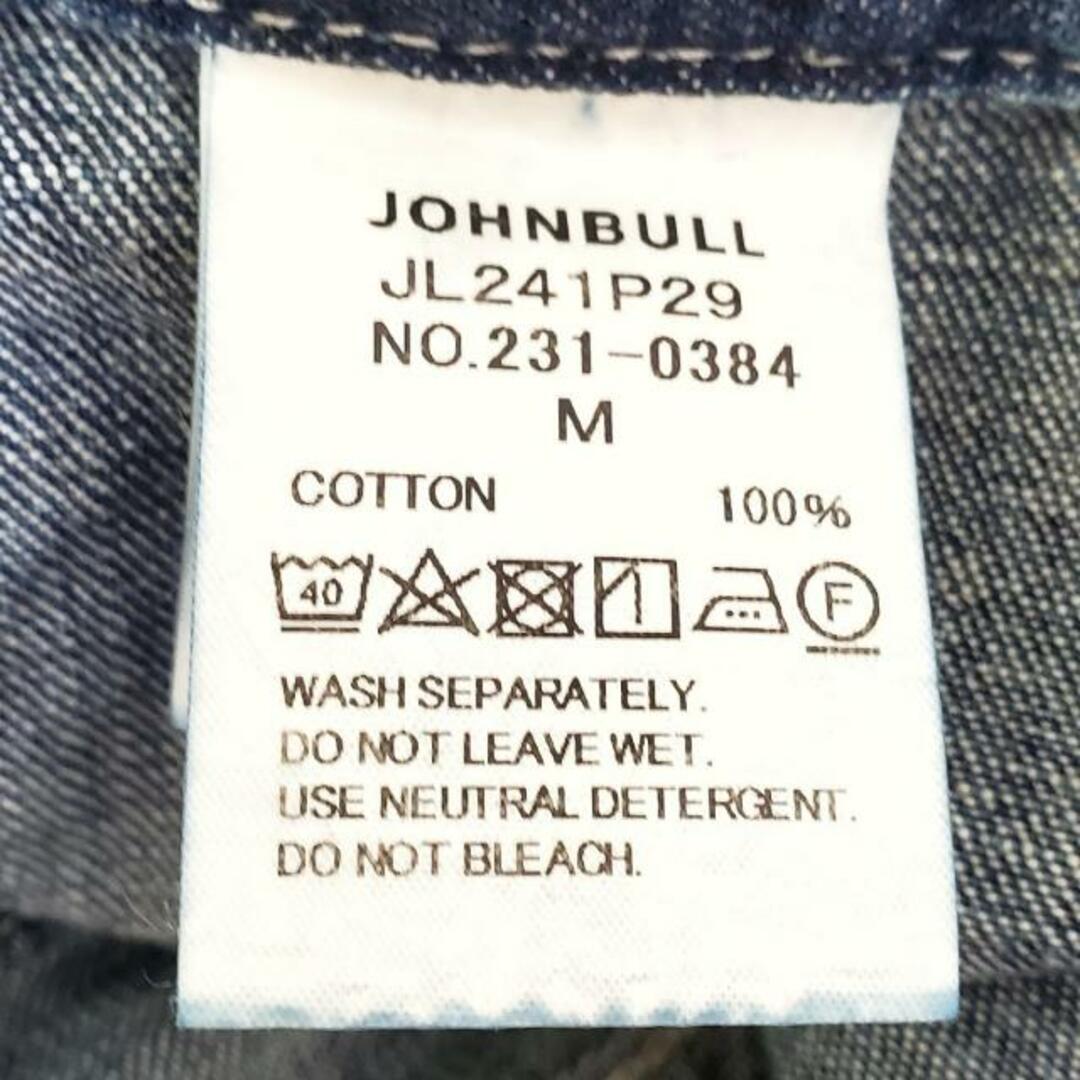 JOHNBULL
JL241P29
NO.231-0384
M
COTTON 100%
40 F
WASH SEPARATELY.
DO NOT LEAVE WET.
USE NEUTRAL DETERGENT.
DO NOT BLEACH.